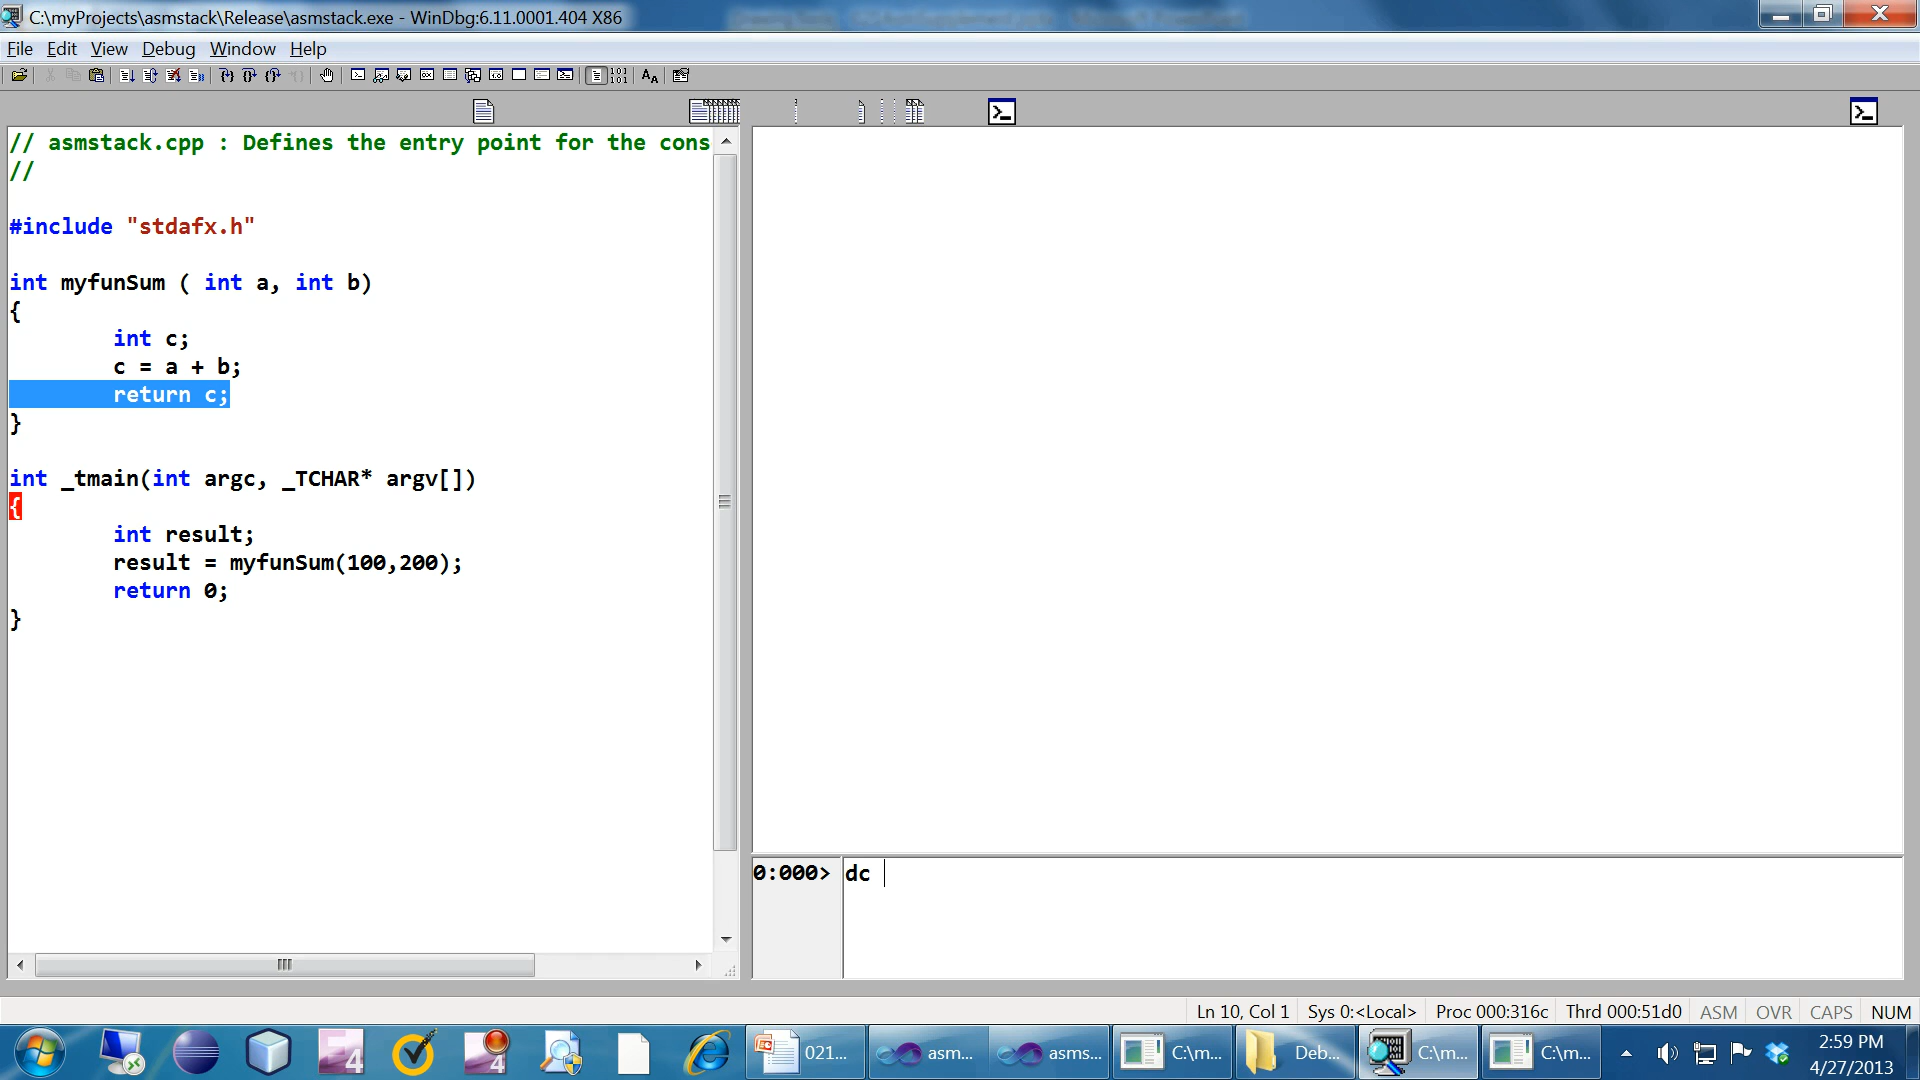 C:\myProjects\asmstack\Release\asmstack.exe - WinDbg:6.11.0001.404 X86
File Edit View Debug Window Help
// asmstack.cpp : Defines the entry point for the cons
//
#include "stdafx.h"
int myfunSum ( int a, int b)
{
int c;
c = a + b;
return c;
}
int _tmain(int argc, _TCHAR* argv[])
{
int result;
result = myfunSum(100,200);
return 0;
}
0:000> dc
Ln 10, Col 1 Sys 0:<Local> Proc 000:316c Thrd 000:51d0 ASM OVR CAPS NUM
021... asm... asms... C:\m... Deb... C:\m... C:\m...
2:59 PM
4/27/2013